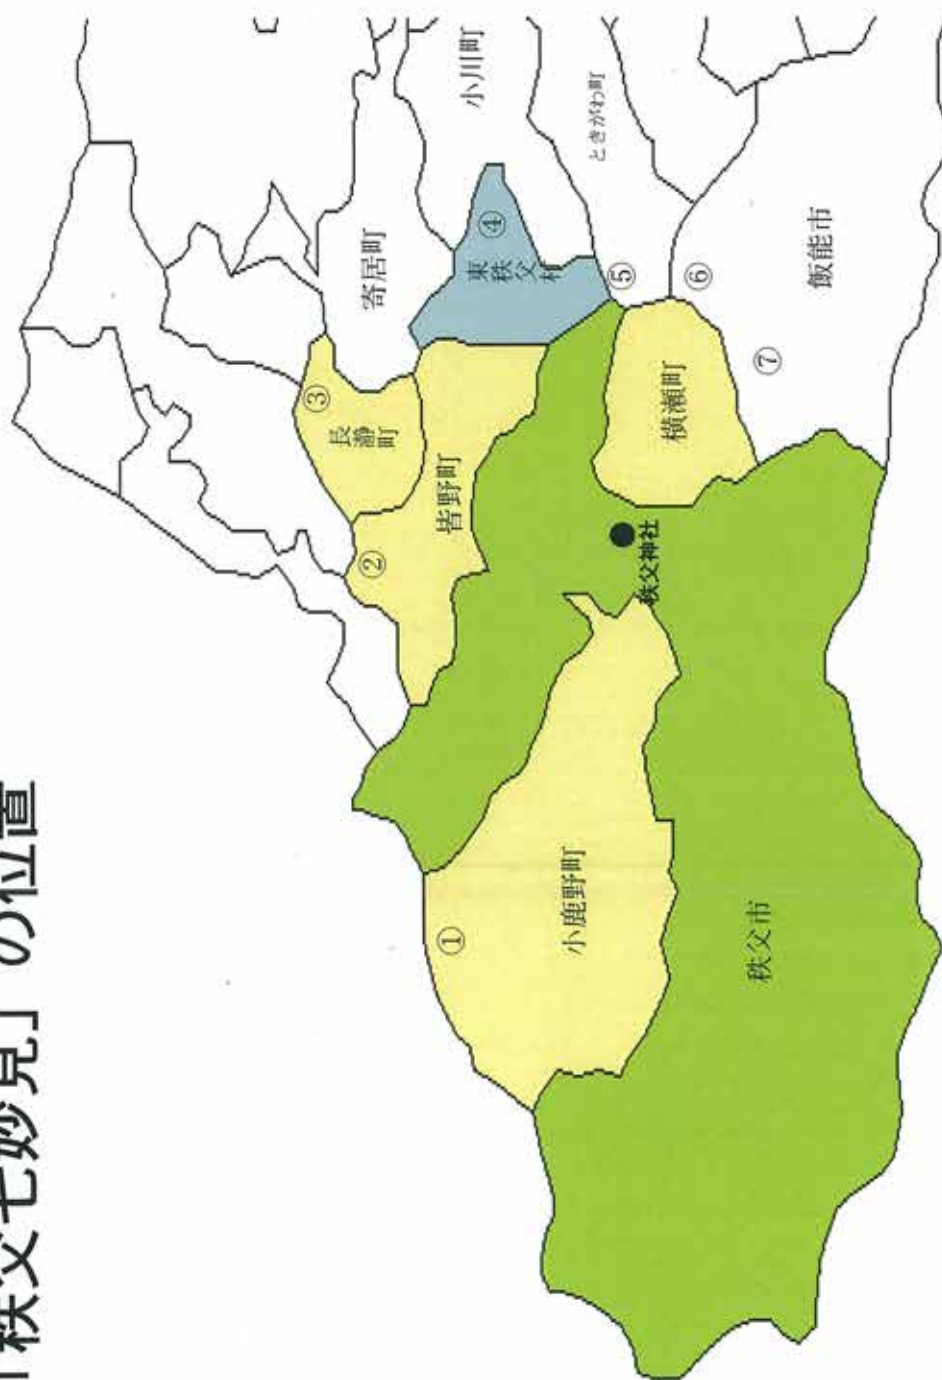 「秩父七妙見」の位置
小川町
ときがわ町
寄居町
④
東秩父村
⑤
⑥
飯能市
③
長瀞町
⑦
横瀬町
皆野町
②
秩父神社
①
小鹿野町
秩父市